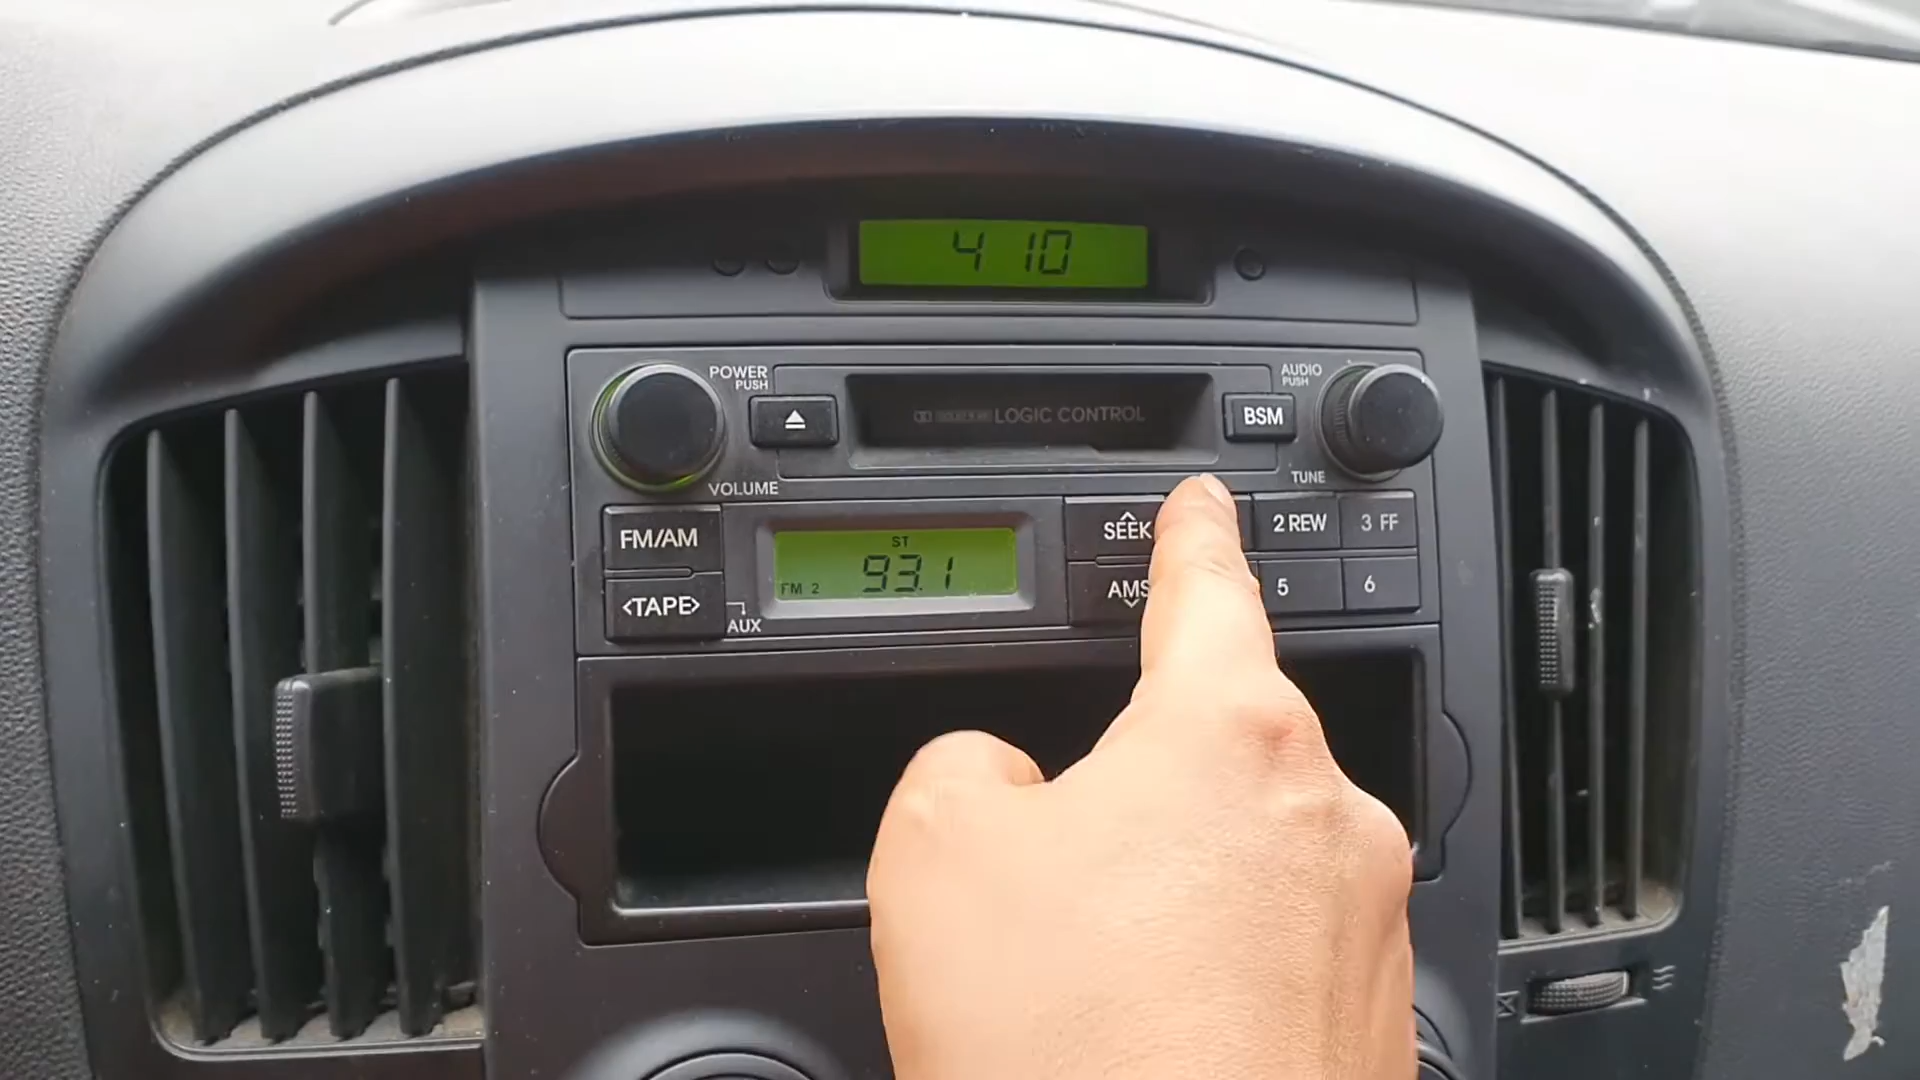 4 10
POWER
PUSH
LOGIC CONTROL
AUDIO
PUSH
BSM
VOLUME
TUNE
FM/AM
ST
93.1
FM 2
SEEK
2 REW
3 FF
<TAPE>
AUX
AMS
5
6